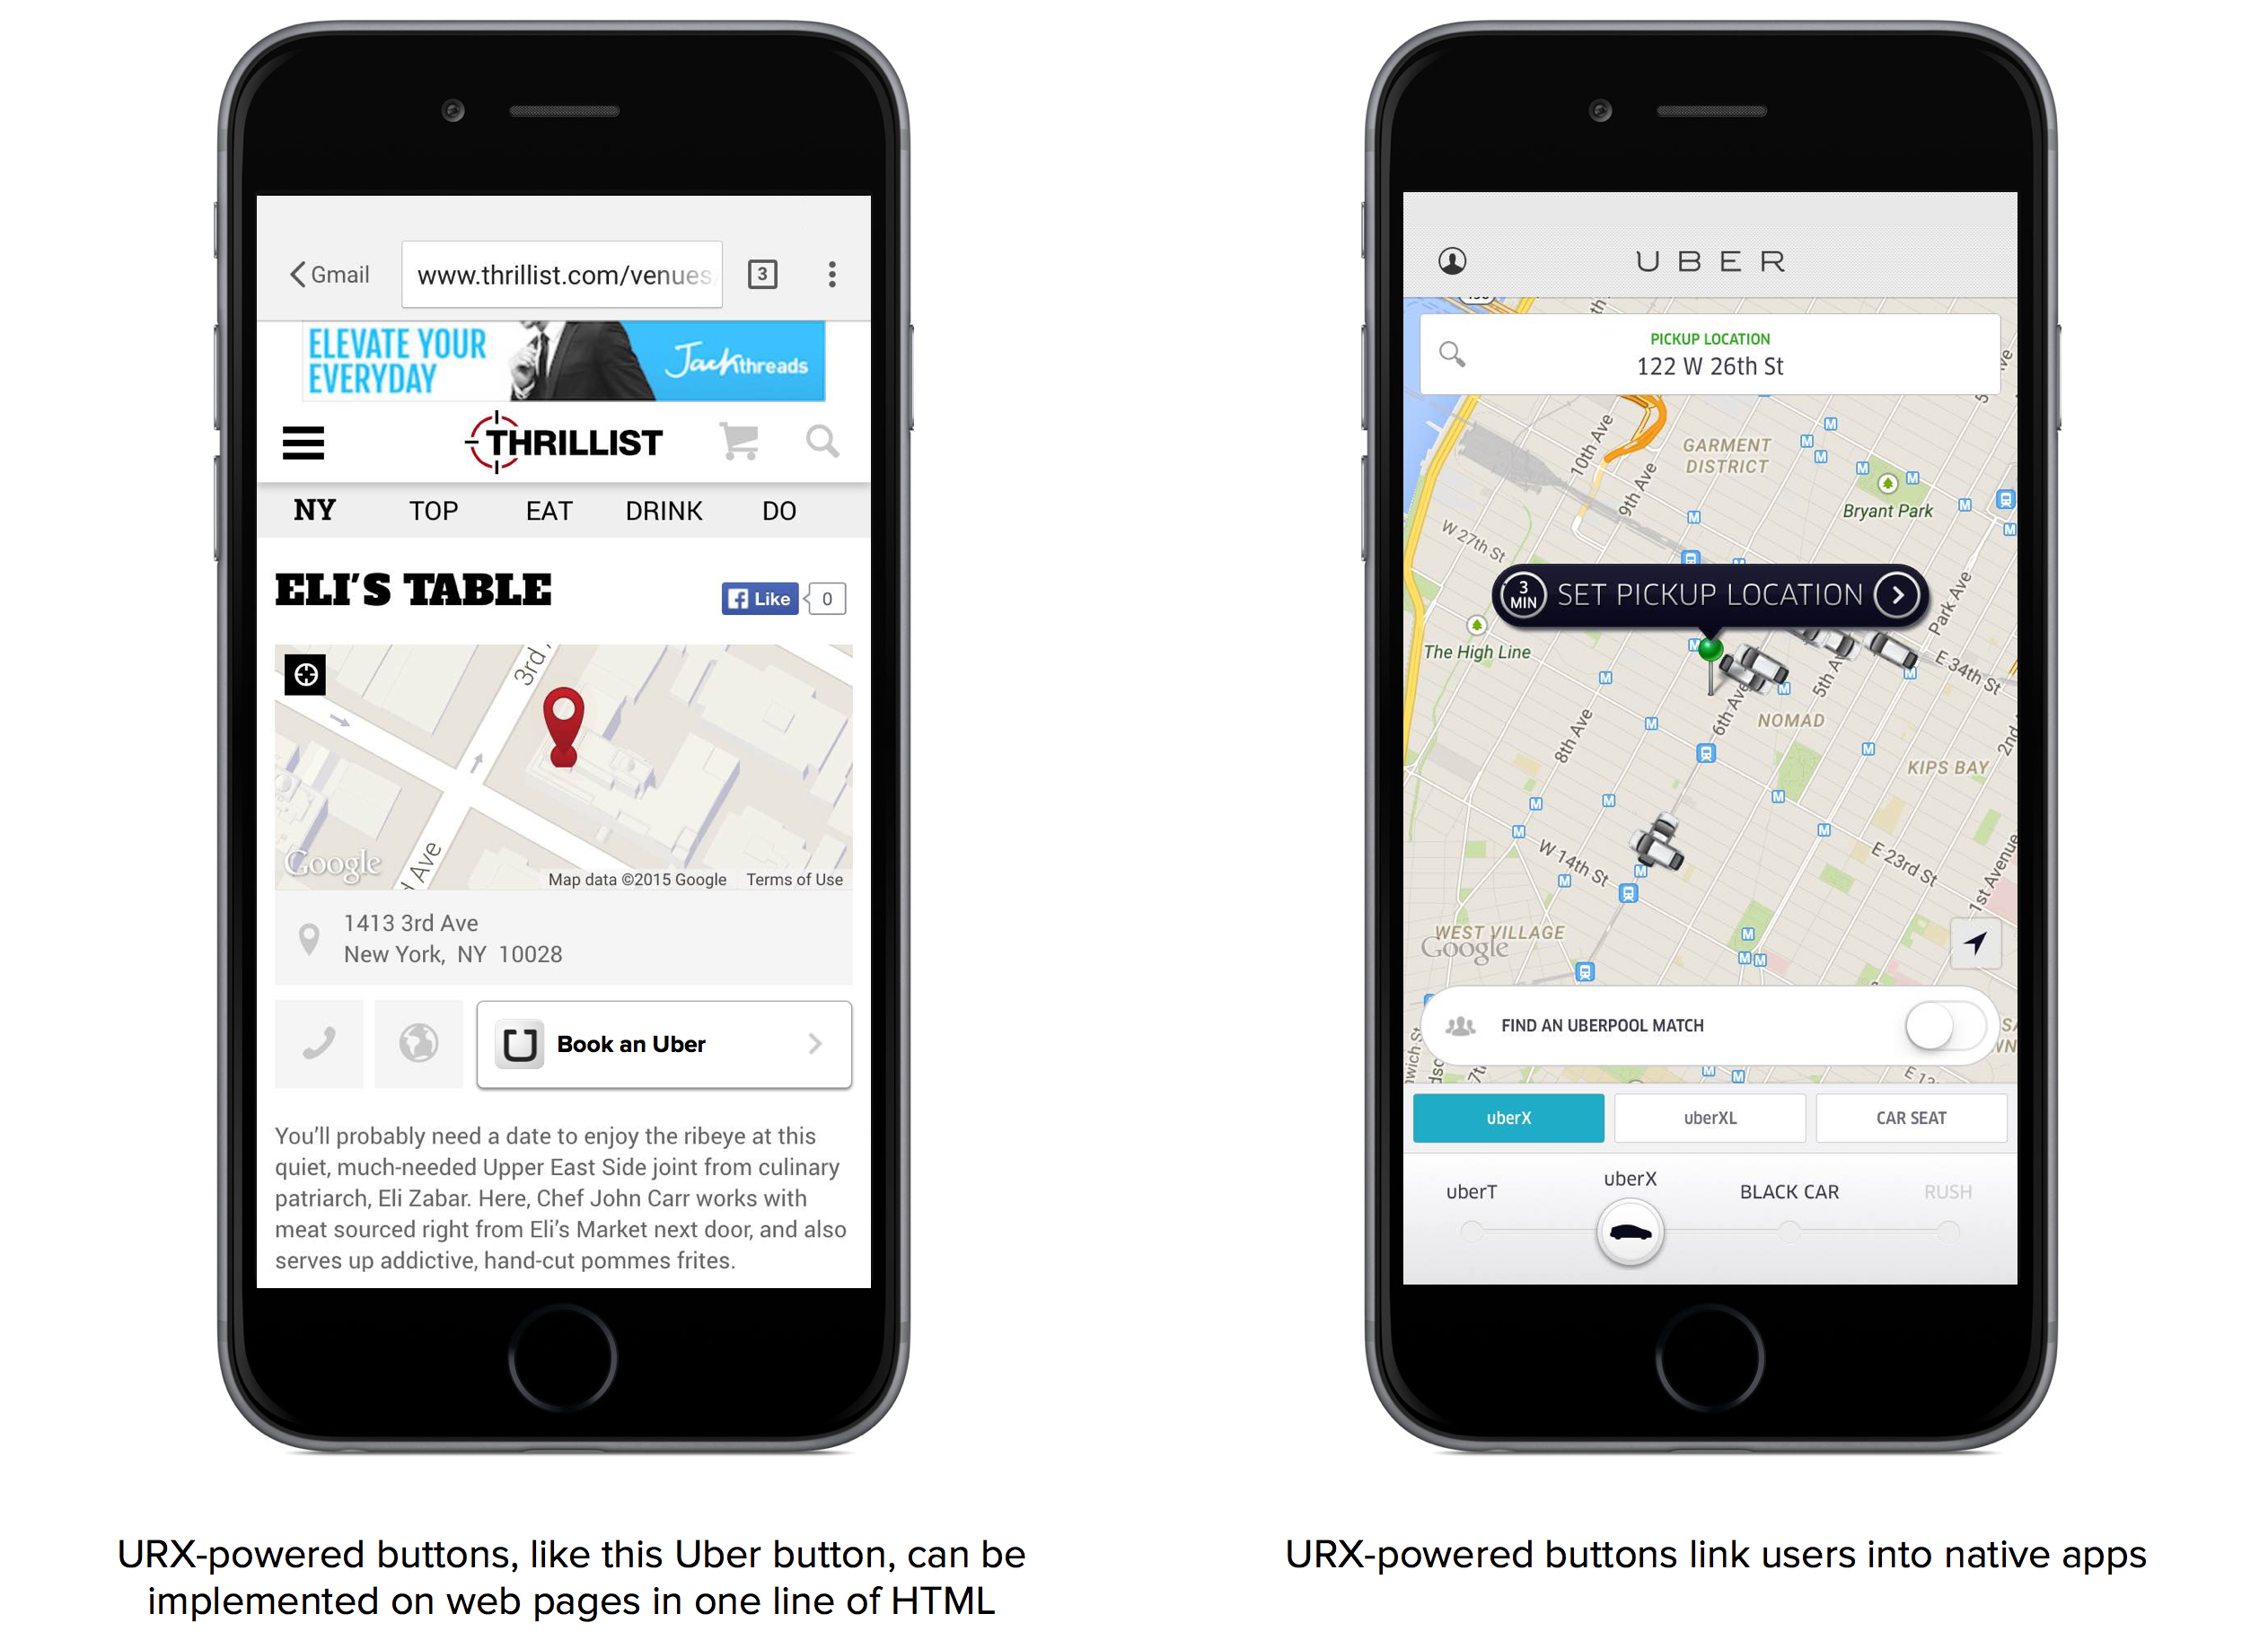 Gmail
www.thrillist.com/venues
3
ELEVATE YOUR
EVERYDAY
Jackthreads
THRILLIST
NY TOP EAT DRINK DO
ELI'S TABLE
Like 0
3rd
d Ave
Google
Map data ©2015 Google Terms of Use
1413 3rd Ave
New York, NY 10028
Book an Uber
You'll probably need a date to enjoy the ribeye at this
quiet, much-needed Upper East Side joint from culinary
patriarch, Eli Zabar. Here, Chef John Carr works with
meat sourced right from Eli's Market next door, and also
serves up addictive, hand-cut pommes frites.
URX-powered buttons, like this Uber button, can be
implemented on web pages in one line of HTML
UBER
PICKUP LOCATION
122 W 26th St
10th Ave
GARMENT
DISTRICT
9th Ave
Bryant Park
W 27th St
3
MIN
SET PICKUP LOCATION
Park Ave
The High Line
E 34th St
5th A
6th Ave
NOMAD
8th Ave
2nd
KIPS BAY
W 14th St
E 23rd St
1st Avenue
WEST VILLAGE
Google
FIND AN UBERPOOL MATCH
uberX uberXL CAR SEAT
uberT uberX BLACK CAR RUSH
URX-powered buttons link users into native apps